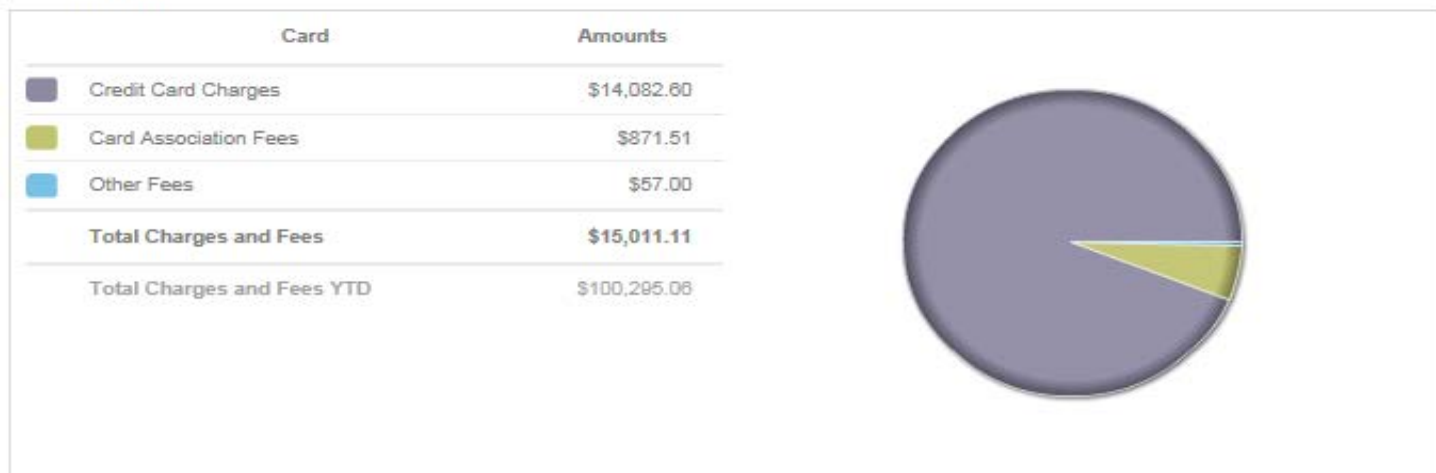 Card Amounts
Credit Card Charges $14,082.60
Card Association Fees $871.51
Other Fees $57.00
Total Charges and Fees $15,011.11
Total Charges and Fees YTD $100,295.06